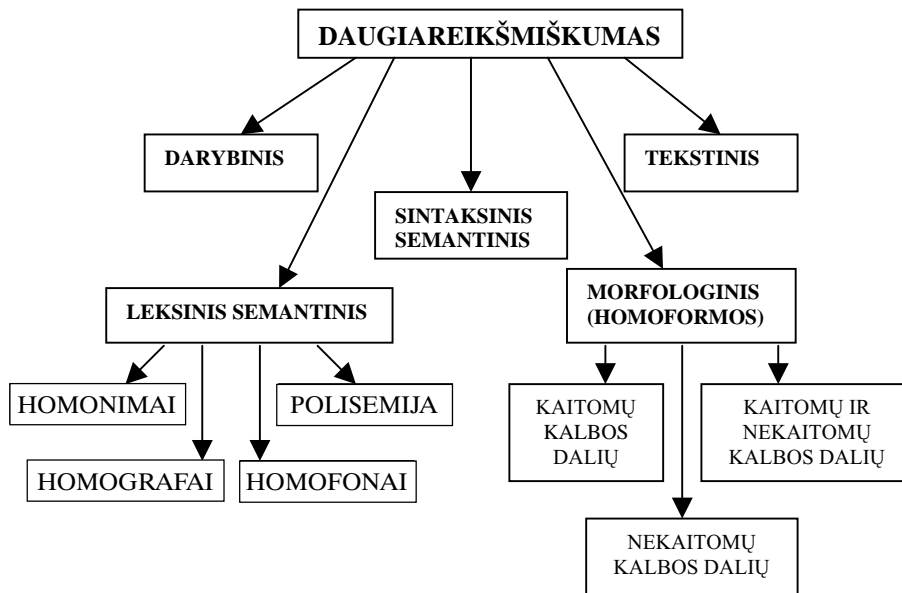 DAUGIAREIKŠMIŠKUMAS
DARYBINIS
TEKSTINIS
SINTAKSINIS
SEMANTINIS
LEKSINIS SEMANTINIS
MORFOLOGINIS
(HOMOFORMOS)
HOMONIMAI
POLISEMIJA
HOMOGRAFAI
HOMOFONAI
KAITOMŲ
KALBOS
DALIŲ
KAITOMŲ IR
NEKAITOMŲ
KALBOS DALIŲ
NEKAITOMŲ
KALBOS DALIŲ